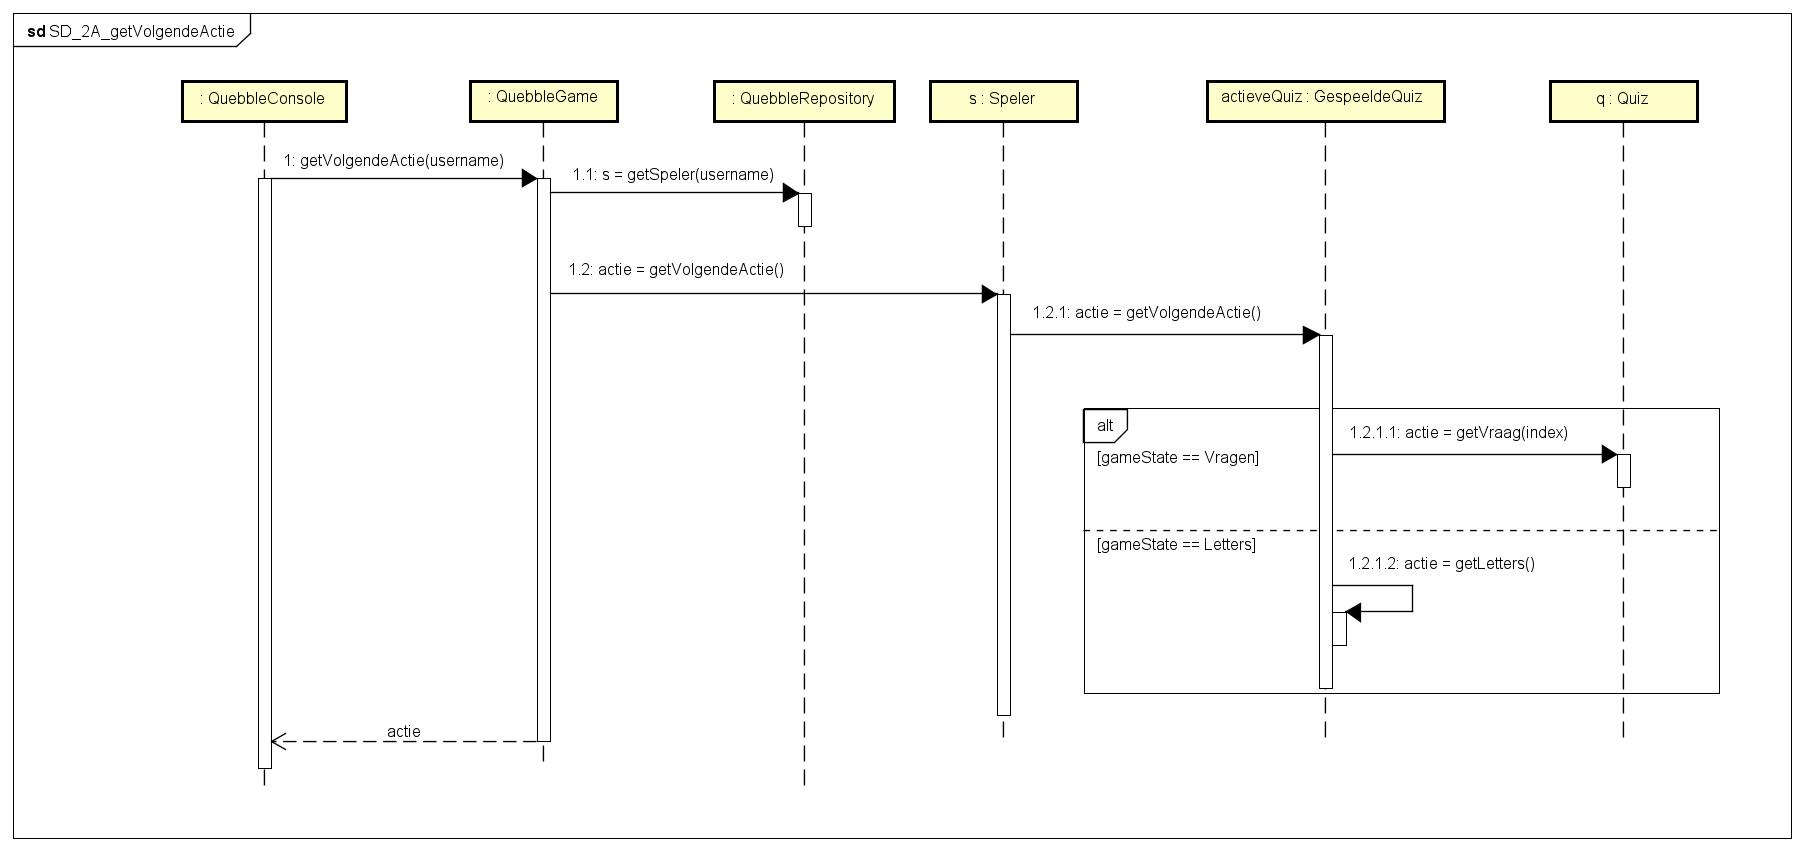 sd SD_2A_getVolgendeActie
: QuebbleConsole
: QuebbleGame
: QuebbleRepository
s : Speler
actieveQuiz : GespeeldeQuiz
q : Quiz
1: getVolgendeActie(username)
1.1: s = getSpeler(username)
1.2: actie = getVolgendeActie()
1.2.1: actie = getVolgendeActie()
alt
1.2.1.1: actie = getVraag(index)
[gameState == Vragen]
[gameState == Letters]
1.2.1.2: actie = getLetters()
actie